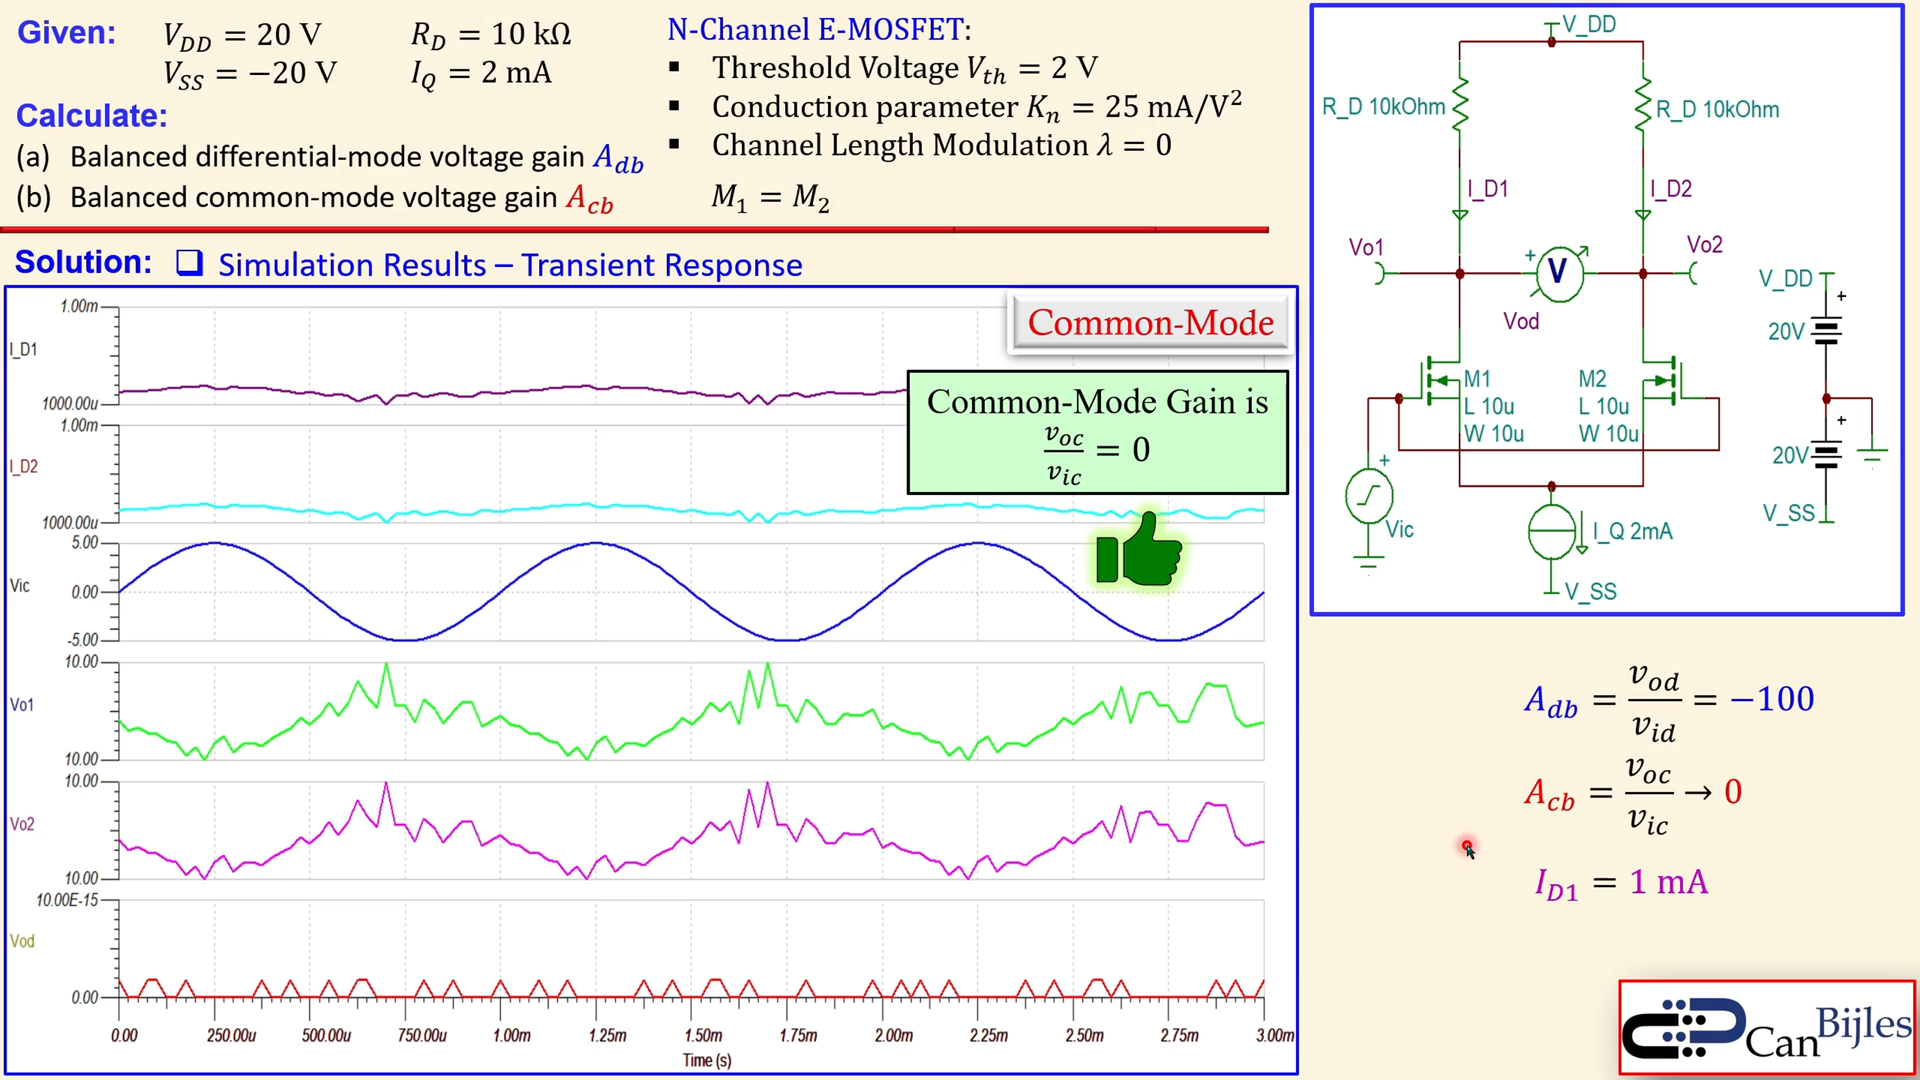 Given:
V_DD = 20 V
R_D = 10 kΩ
V_SS = −20 V
I_Q = 2 mA
Calculate:
(a) Balanced differential-mode voltage gain A_db
(b) Balanced common-mode voltage gain A_cb
N-Channel E-MOSFET:
▪ Threshold Voltage V_th = 2 V
▪ Conduction parameter K_n = 25 mA/V²
▪ Channel Length Modulation λ = 0
M_1 = M_2
Solution: ❑ Simulation Results – Transient Response
Common-Mode
Common-Mode Gain is
v_oc / v_ic = 0
1.00m
I_D1
1000.00u
1.00m
I_D2
1000.00u
5.00
Vic
0.00
-5.00
10.00
Vo1
10.00
10.00
Vo2
10.00
10.00E-15
Vod
0.00
0.00 250.00u 500.00u 750.00u 1.00m 1.25m 1.50m 1.75m 2.00m 2.25m 2.50m 2.75m 3.00m
Time (s)
V_DD
R_D 10kOhm
R_D 10kOhm
I_D1
I_D2
Vo1
+
V
Vo2
Vod
M1
L 10u
W 10u
M2
L 10u
W 10u
+
Vic
I_Q 2mA
V_SS
V_DD
+
20V
+
20V
V_SS
A_db = v_od / v_id = −100
A_cb = v_oc / v_ic → 0
I_D1 = 1 mA
CanBijles